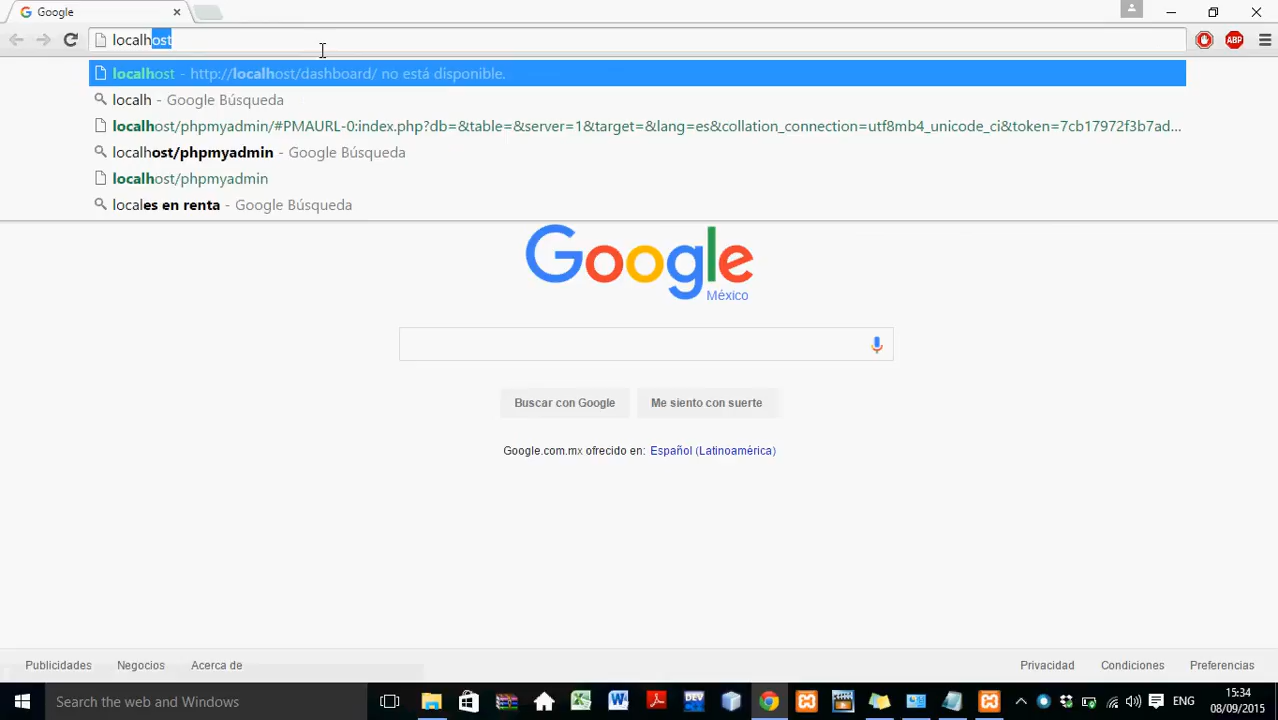 Google
localhost
ABP
localhost - http://localhost/dashboard/ no está disponible.
localh - Google Búsqueda
localhost/phpmyadmin/#PMAURL-0:index.php?db=&table=&server=1&target=&lang=es&collation_connection=utf8mb4_unicode_ci&token=7cb17972f3b7ad...
localhost/phpmyadmin - Google Búsqueda
localhost/phpmyadmin
locales en renta - Google Búsqueda
Google
México
Buscar con Google
Me siento con suerte
Google.com.mx ofrecido en: Español (Latinoamérica)
Publicidades
Negocios
Acerca de
Privacidad
Condiciones
Preferencias
Search the web and Windows
DEV
ENG
15:34
08/09/2015